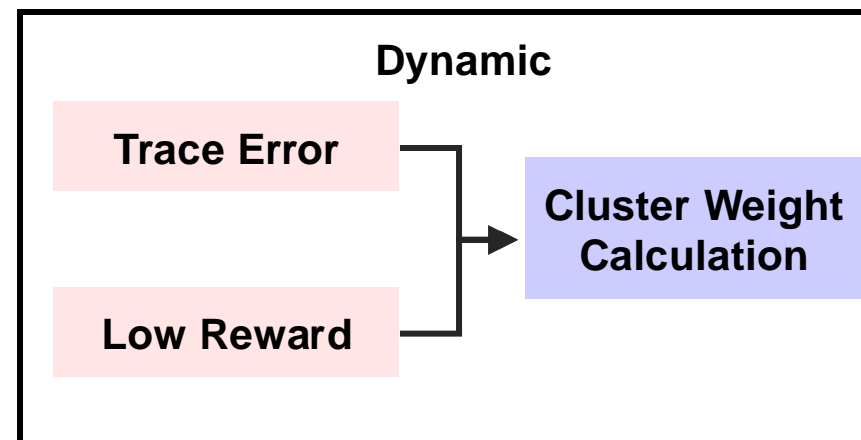 Dynamic
Trace Error
Cluster Weight
Calculation
Low Reward